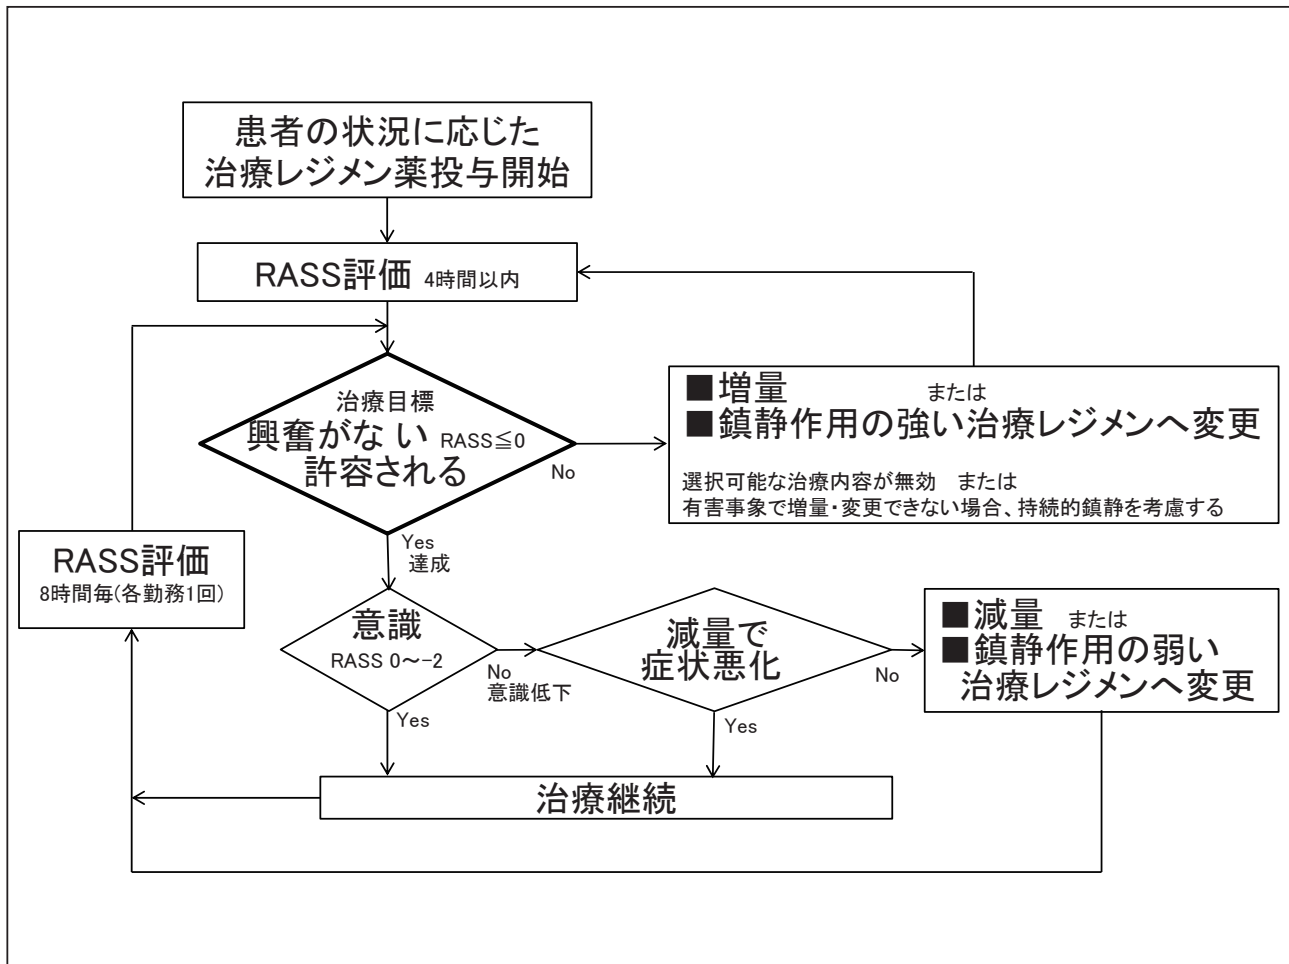 患者の状況に応じた
治療レジメン薬投与開始
RASS評価 4時間以内
治療目標
興奮がない RASS≦0
許容される
No
■増量 または
■鎮静作用の強い治療レジメンへ変更
選択可能な治療内容が無効 または
有害事象で増量・変更できない場合、持続的鎮静を考慮する
Yes
達成
RASS評価
8時間毎(各勤務1回)
意識
RASS 0～-2
No
意識低下
Yes
減量で
症状悪化
No
Yes
■減量 または
■鎮静作用の弱い
治療レジメンへ変更
治療継続